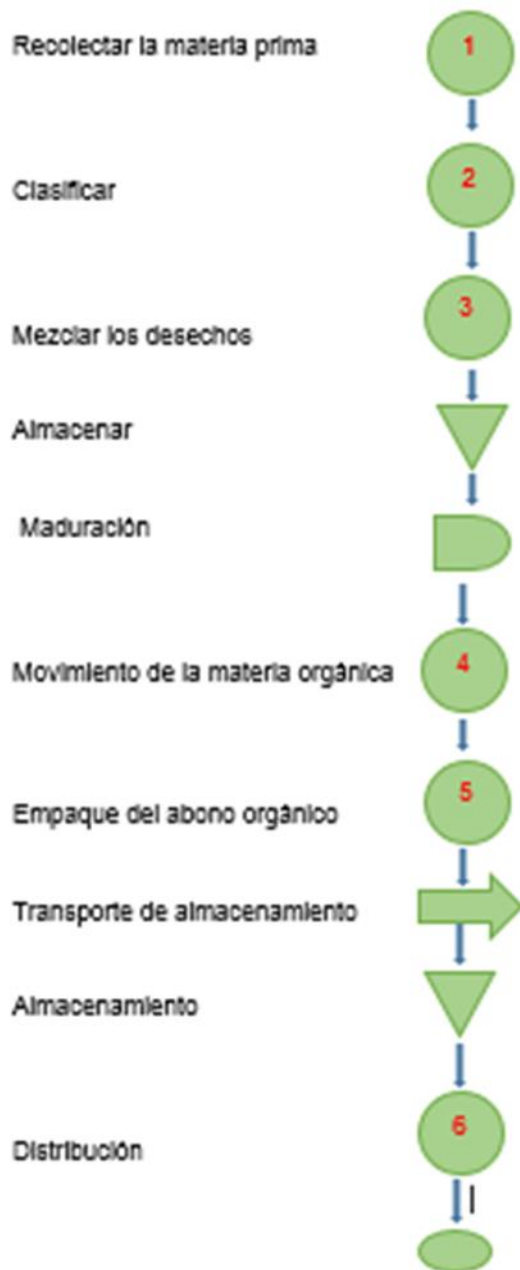 Recolectar la materia prima
1
Clasificar
2
3
Mezclar los desechos
Almacenar
Maduración
Movimiento de la materia orgánica
4
5
Empaque del abono orgánico
Transporte de almacenamiento
Almacenamiento
6
Distribución